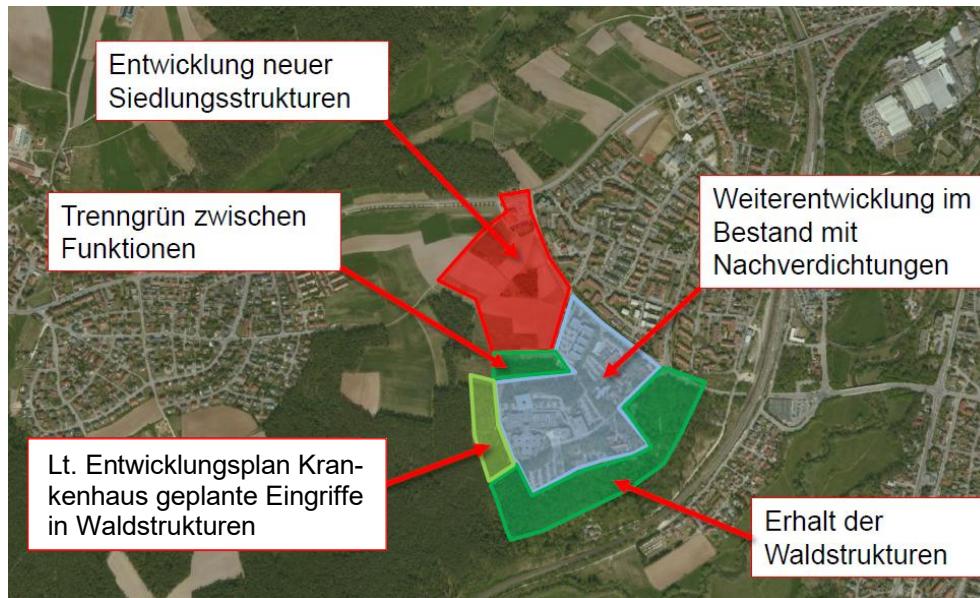 Entwicklung neuer
Siedlungsstrukturen
Trenngrün zwischen
Funktionen
Weiterentwicklung im
Bestand mit
Nachverdichtungen
Lt. Entwicklungsplan Kran-
kenhaus geplante Eingriffe
in Waldstrukturen
Erhalt der
Waldstrukturen